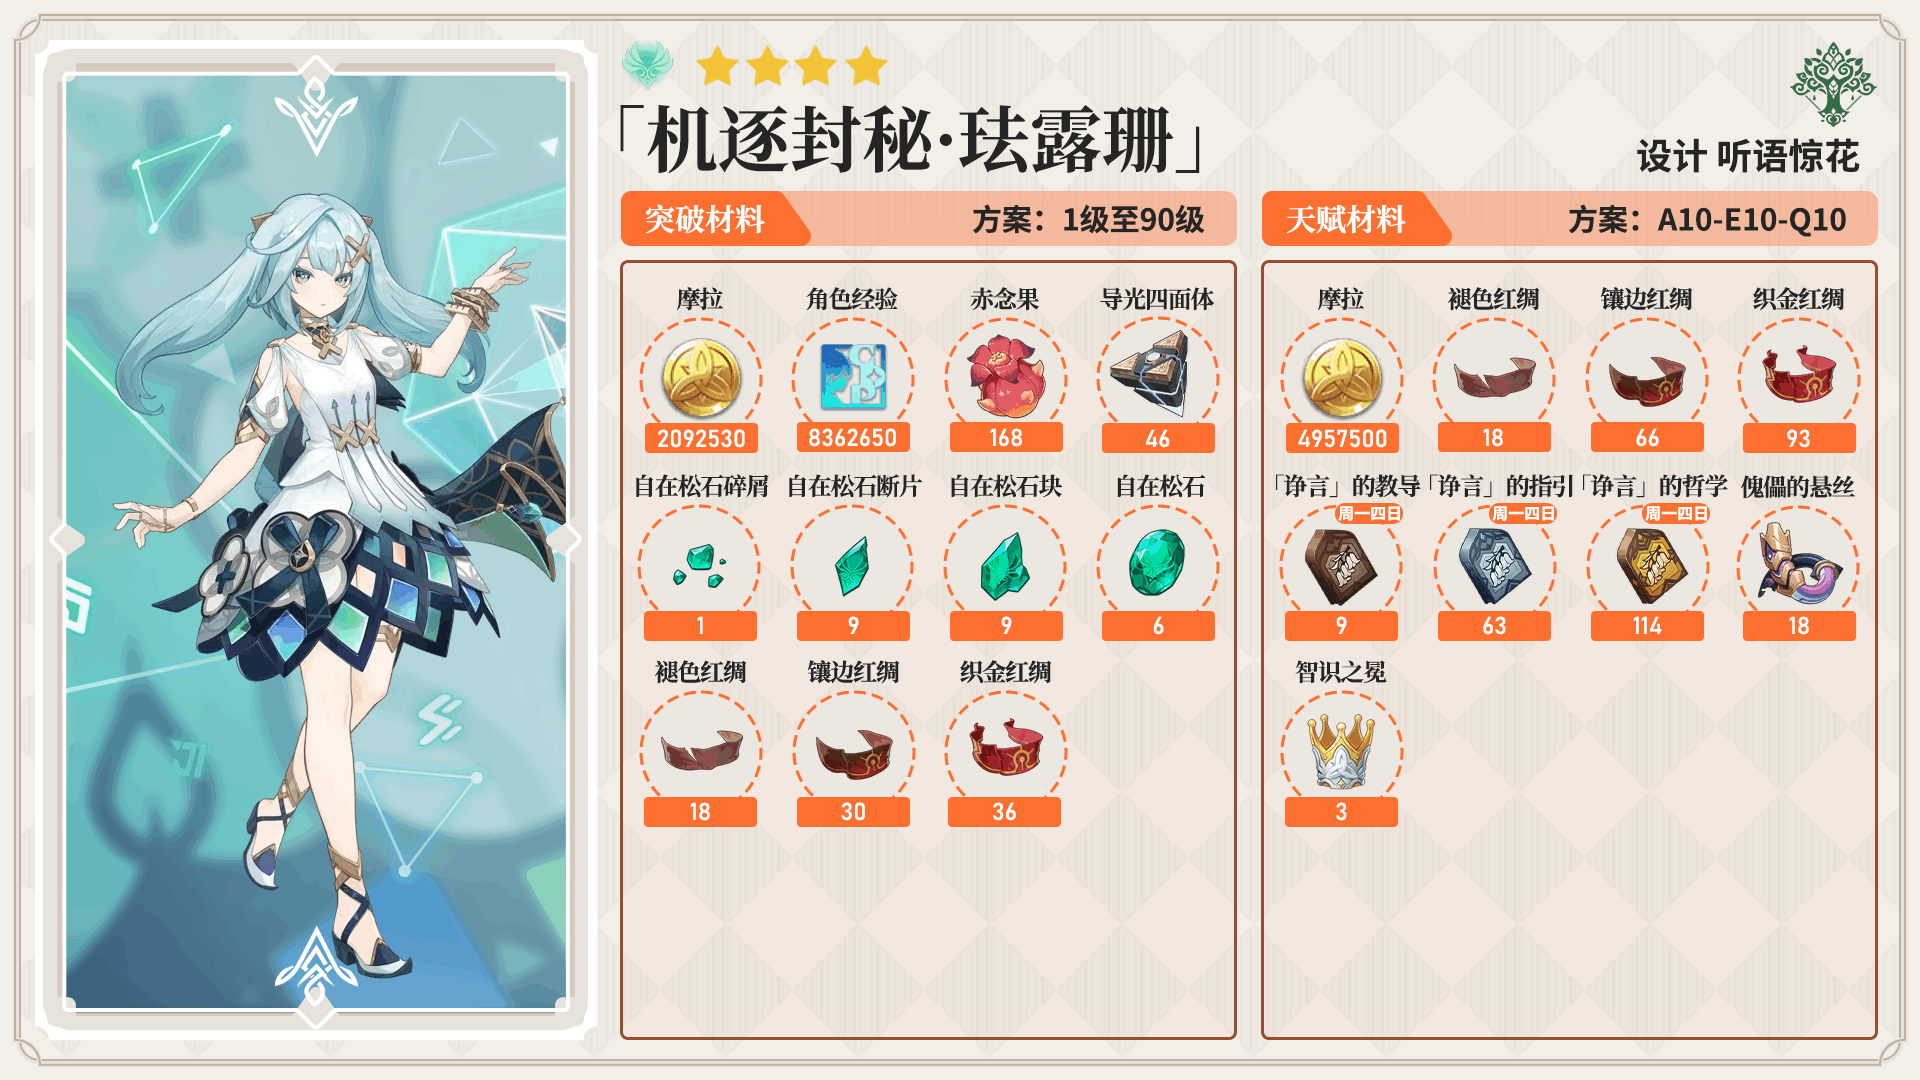 「机逐封秘·珐露珊」
设计 听语惊花
突破材料
方案：1级至90级
摩拉 角色经验 赤念果 导光四面体
2092530 8362650 168 46
自在松石碎屑 自在松石断片 自在松石块 自在松石
1 9 9 6
褪色红绸 镶边红绸 织金红绸
18 30 36
天赋材料
方案：A10-E10-Q10
摩拉 褪色红绸 镶边红绸 织金红绸
4957500 18 66 93
「诤言」的教导 「诤言」的指引 「诤言」的哲学 傀儡的悬丝
周一四日 周一四日 周一四日
9 63 114 18
智识之冕
3